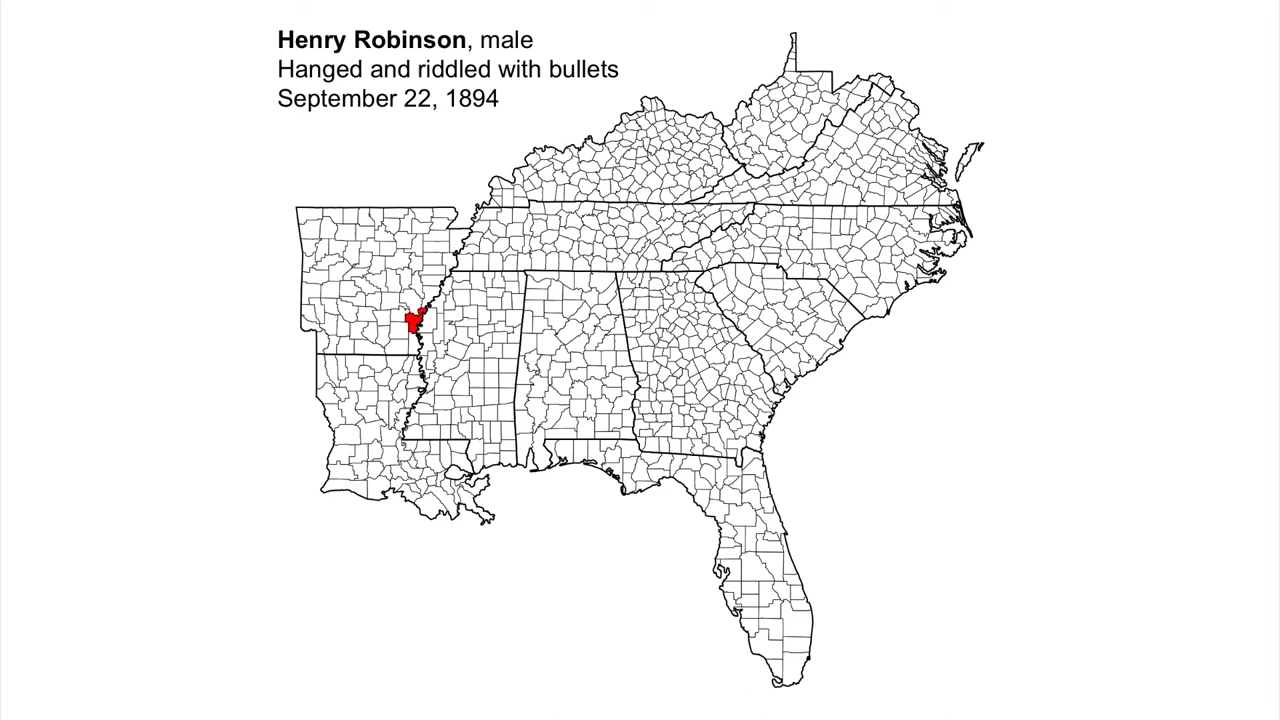 Henry Robinson, male
Hanged and riddled with bullets
September 22, 1894